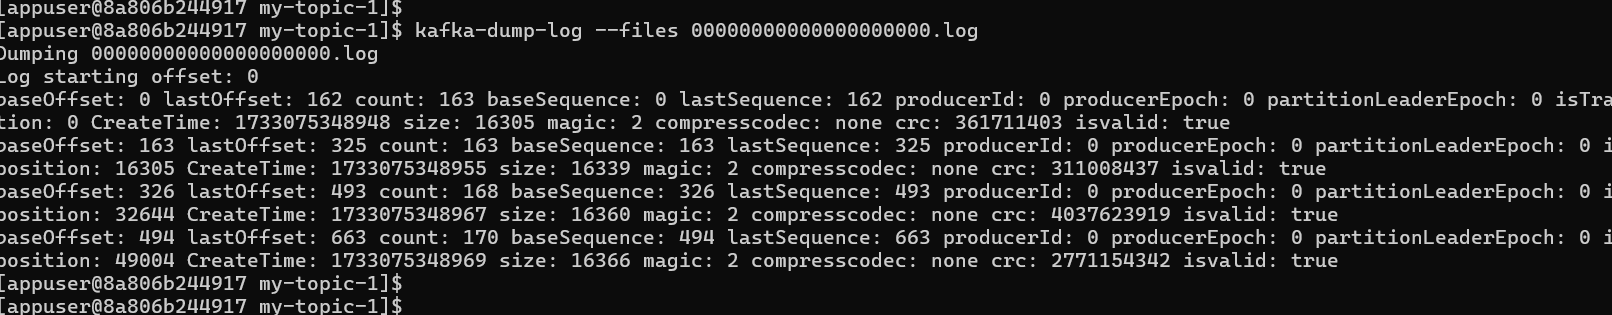 [appuser@8a806b244917 my-topic-1]$
[appuser@8a806b244917 my-topic-1]$ kafka-dump-log --files 00000000000000000000.log
Dumping 00000000000000000000.log
Log starting offset: 0
baseOffset: 0 lastOffset: 162 count: 163 baseSequence: 0 lastSequence: 162 producerId: 0 producerEpoch: 0 partitionLeaderEpoch: 0 isTra
tion: 0 CreateTime: 1733075348948 size: 16305 magic: 2 compresscodec: none crc: 361711403 isvalid: true
baseOffset: 163 lastOffset: 325 count: 163 baseSequence: 163 lastSequence: 325 producerId: 0 producerEpoch: 0 partitionLeaderEpoch: 0 i
position: 16305 CreateTime: 1733075348955 size: 16339 magic: 2 compresscodec: none crc: 311008437 isvalid: true
baseOffset: 326 lastOffset: 493 count: 168 baseSequence: 326 lastSequence: 493 producerId: 0 producerEpoch: 0 partitionLeaderEpoch: 0 i
position: 32644 CreateTime: 1733075348967 size: 16360 magic: 2 compresscodec: none crc: 4037623919 isvalid: true
baseOffset: 494 lastOffset: 663 count: 170 baseSequence: 494 lastSequence: 663 producerId: 0 producerEpoch: 0 partitionLeaderEpoch: 0 i
position: 49004 CreateTime: 1733075348969 size: 16366 magic: 2 compresscodec: none crc: 2771154342 isvalid: true
[appuser@8a806b244917 my-topic-1]$
[appuser@8a806b244917 my-topic-1]$